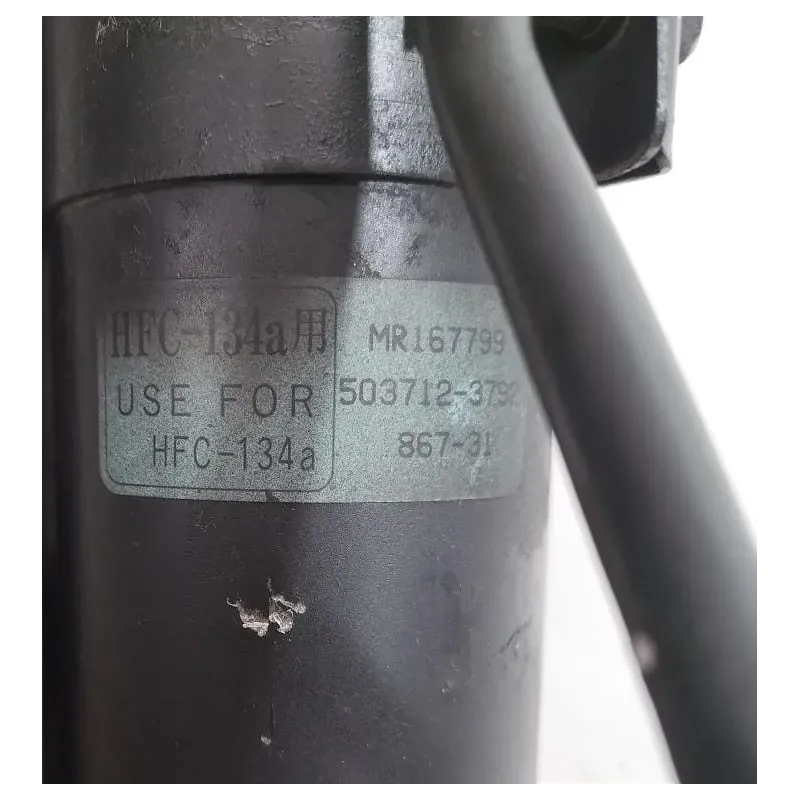 HFC-134a用
USE FOR
HFC-134a
MR167799
503712-3792
867-31